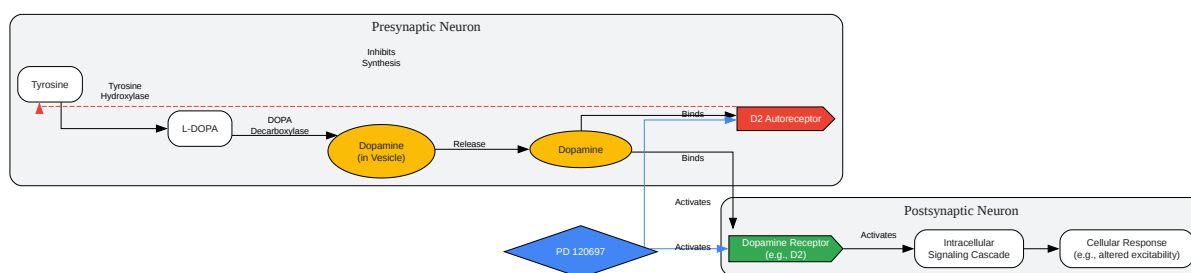 Presynaptic Neuron
Inhibits
Synthesis
Tyrosine
Tyrosine
Hydroxylase
L-DOPA
DOPA
Decarboxylase
Dopamine
(in Vesicle)
Release
Dopamine
Binds
D2 Autoreceptor
Binds
Activates
Postsynaptic Neuron
PD 120697
Activates
Dopamine Receptor
(e.g., D2)
Activates
Intracellular
Signaling Cascade
Cellular Response
(e.g., altered excitability)